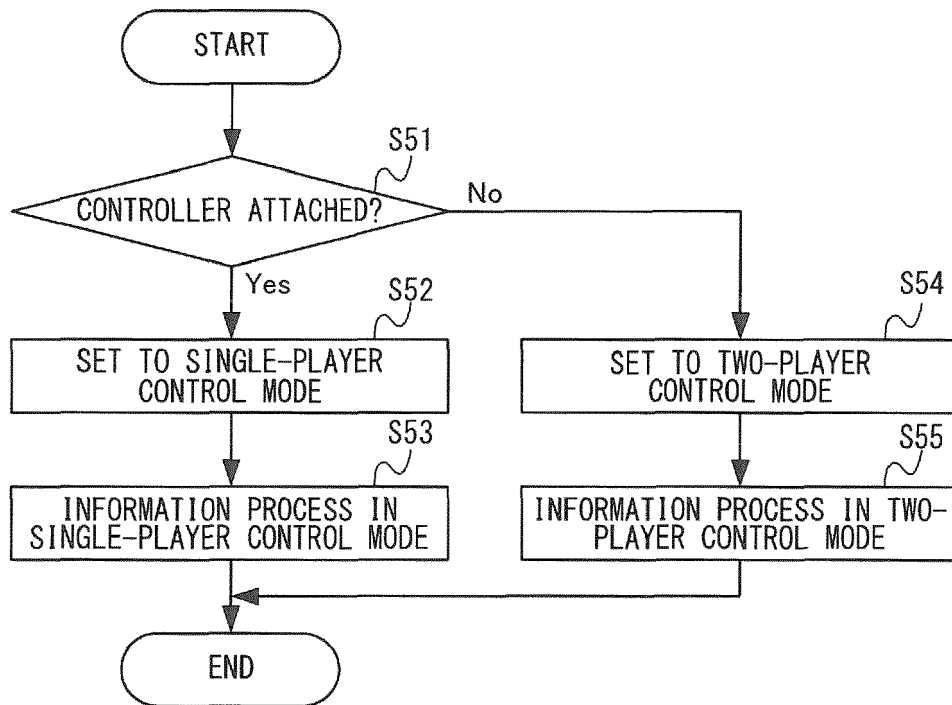 START
S51
CONTROLLER ATTACHED?
No
Yes
S52
SET TO SINGLE-PLAYER
CONTROL MODE
S54
SET TO TWO-PLAYER
CONTROL MODE
S53
INFORMATION PROCESS IN
SINGLE-PLAYER CONTROL MODE
S55
INFORMATION PROCESS IN TWO-
PLAYER CONTROL MODE
END